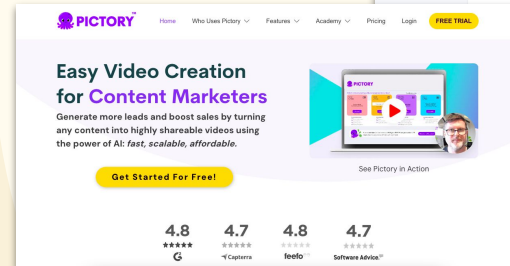 PICTORY™
Home Who Uses Pictory Features Academy Pricing Login FREE TRIAL
Easy Video Creation
for Content Marketers
Generate more leads and boost sales by turning
any content into highly shareable videos using
the power of AI: fast, scalable, affordable.
Get Started For Free!
PICTORY
See Pictory in Action
4.8 4.7 4.8 4.7
G Capterra feefo Software Advice.